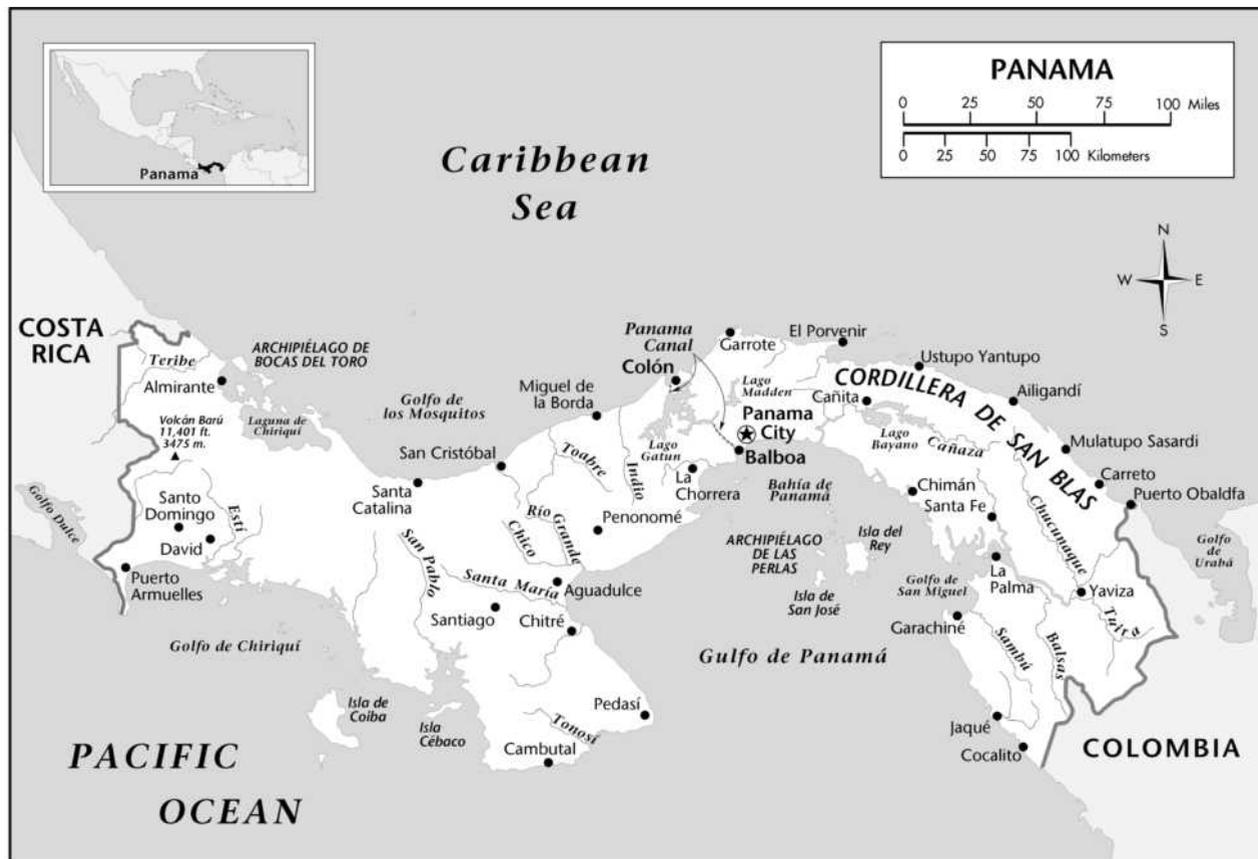 PANAMA
0 25 50 75 100 Miles
0 25 50 75 100 Kilometers
Panama
Caribbean
Sea
N
W E
S
COSTA
RICA
Teribe
Almirante
ARCHIPIÉLAGO DE
BOCAS DEL TORO
Volcán Barú
11,401 ft.
3475 m.
Laguna de
Chiriquí
Golfo de
los Mosquitos
Miguel de
la Borda
Panama
Canal
Colón
Garrote
El Porvenir
Ustupo Yantupo
Lago
Madden
Cañita
CORDILLERA DE SAN BLAS
Ailigandí
San Cristóbal
Toabre
Indio
Lago
Gatun
Panama
City
Balboa
Lago
Bayano
Cañaza
Mulatupo Sasardi
Carreto
Puerto Obaldfa
Golfo Dulce
Santo
Domingo
Estí
David
Santa
Catalina
La
Chorrera
Bahía de
Panamá
Chimán
Santa Fe
Chucunaque
Golfo
de
Urabá
Puerto
Armuelles
San Pablo
Chico
Río Grande
Penonomé
ARCHIPIÉLAGO
DE LAS
PERLAS
Isla del
Rey
Isla de
San José
Golfo de
San Miguel
La
Palma
Yaviza
Tuira
Santa María
Aguadulce
Santiago
Chitré
Garachiné
Sambú
Balsas
Golfo de Chiriquí
Gulfo de Panamá
Isla de
Coiba
Isla
Cébaco
Pedasí
Tonosí
Cambutal
Jaqué
Cocalito
COLOMBIA
PACIFIC
OCEAN